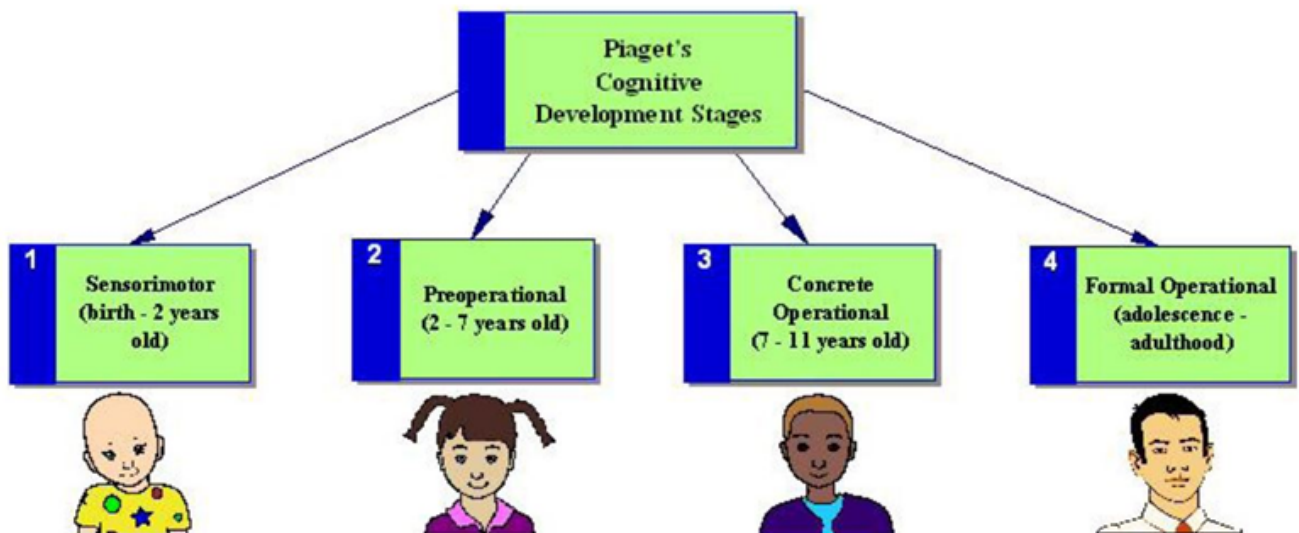 Piaget's
Cognitive
Development Stages
1
Sensorimotor
(birth - 2 years
old)
2
Preoperational
(2 - 7 years old)
3
Concrete
Operational
(7 - 11 years old)
4
Formal Operational
(adolescence -
adulthood)